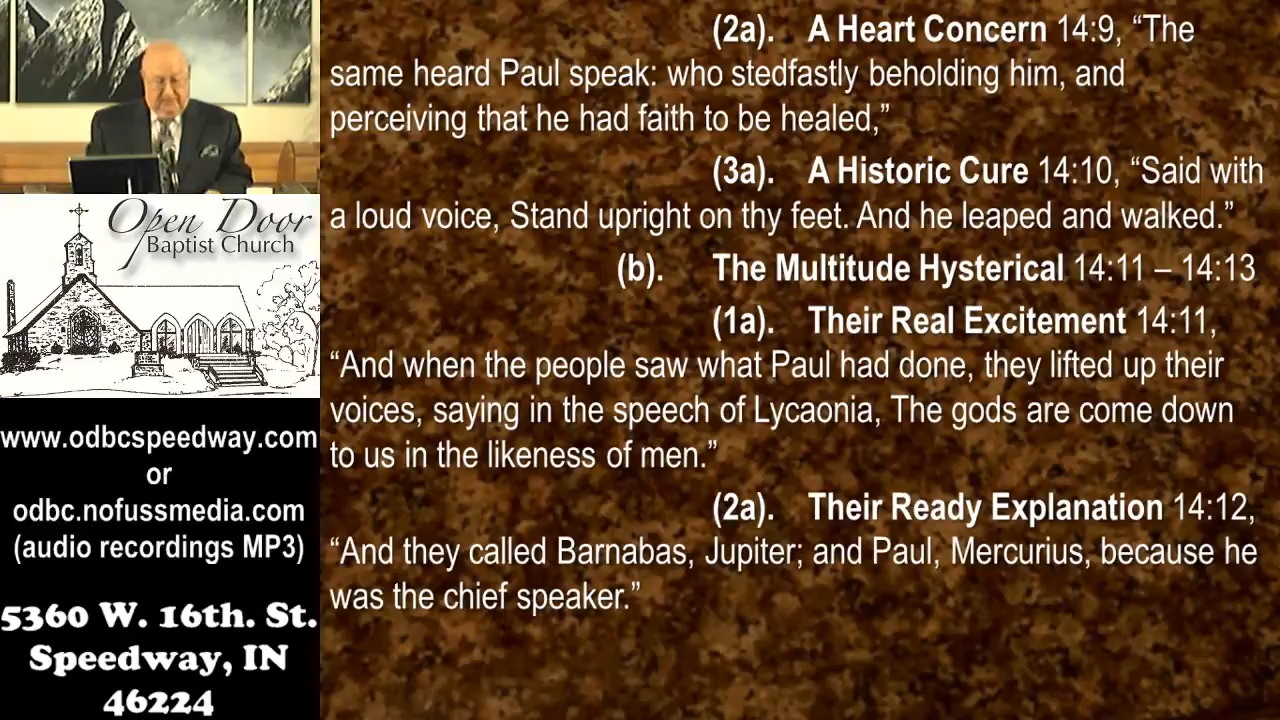 Open Door
Baptist Church
www.odbcspeedway.com
or
odbc.nofussmedia.com
(audio recordings MP3)
5360 W. 16th. St.
Speedway, IN
46224
(2a). A Heart Concern 14:9, “The
same heard Paul speak: who stedfastly beholding him, and
perceiving that he had faith to be healed,”
(3a). A Historic Cure 14:10, “Said with
a loud voice, Stand upright on thy feet. And he leaped and walked.”
(b). The Multitude Hysterical 14:11 – 14:13
(1a). Their Real Excitement 14:11,
“And when the people saw what Paul had done, they lifted up their
voices, saying in the speech of Lycaonia, The gods are come down
to us in the likeness of men.”
(2a). Their Ready Explanation 14:12,
“And they called Barnabas, Jupiter; and Paul, Mercurius, because he
was the chief speaker.”